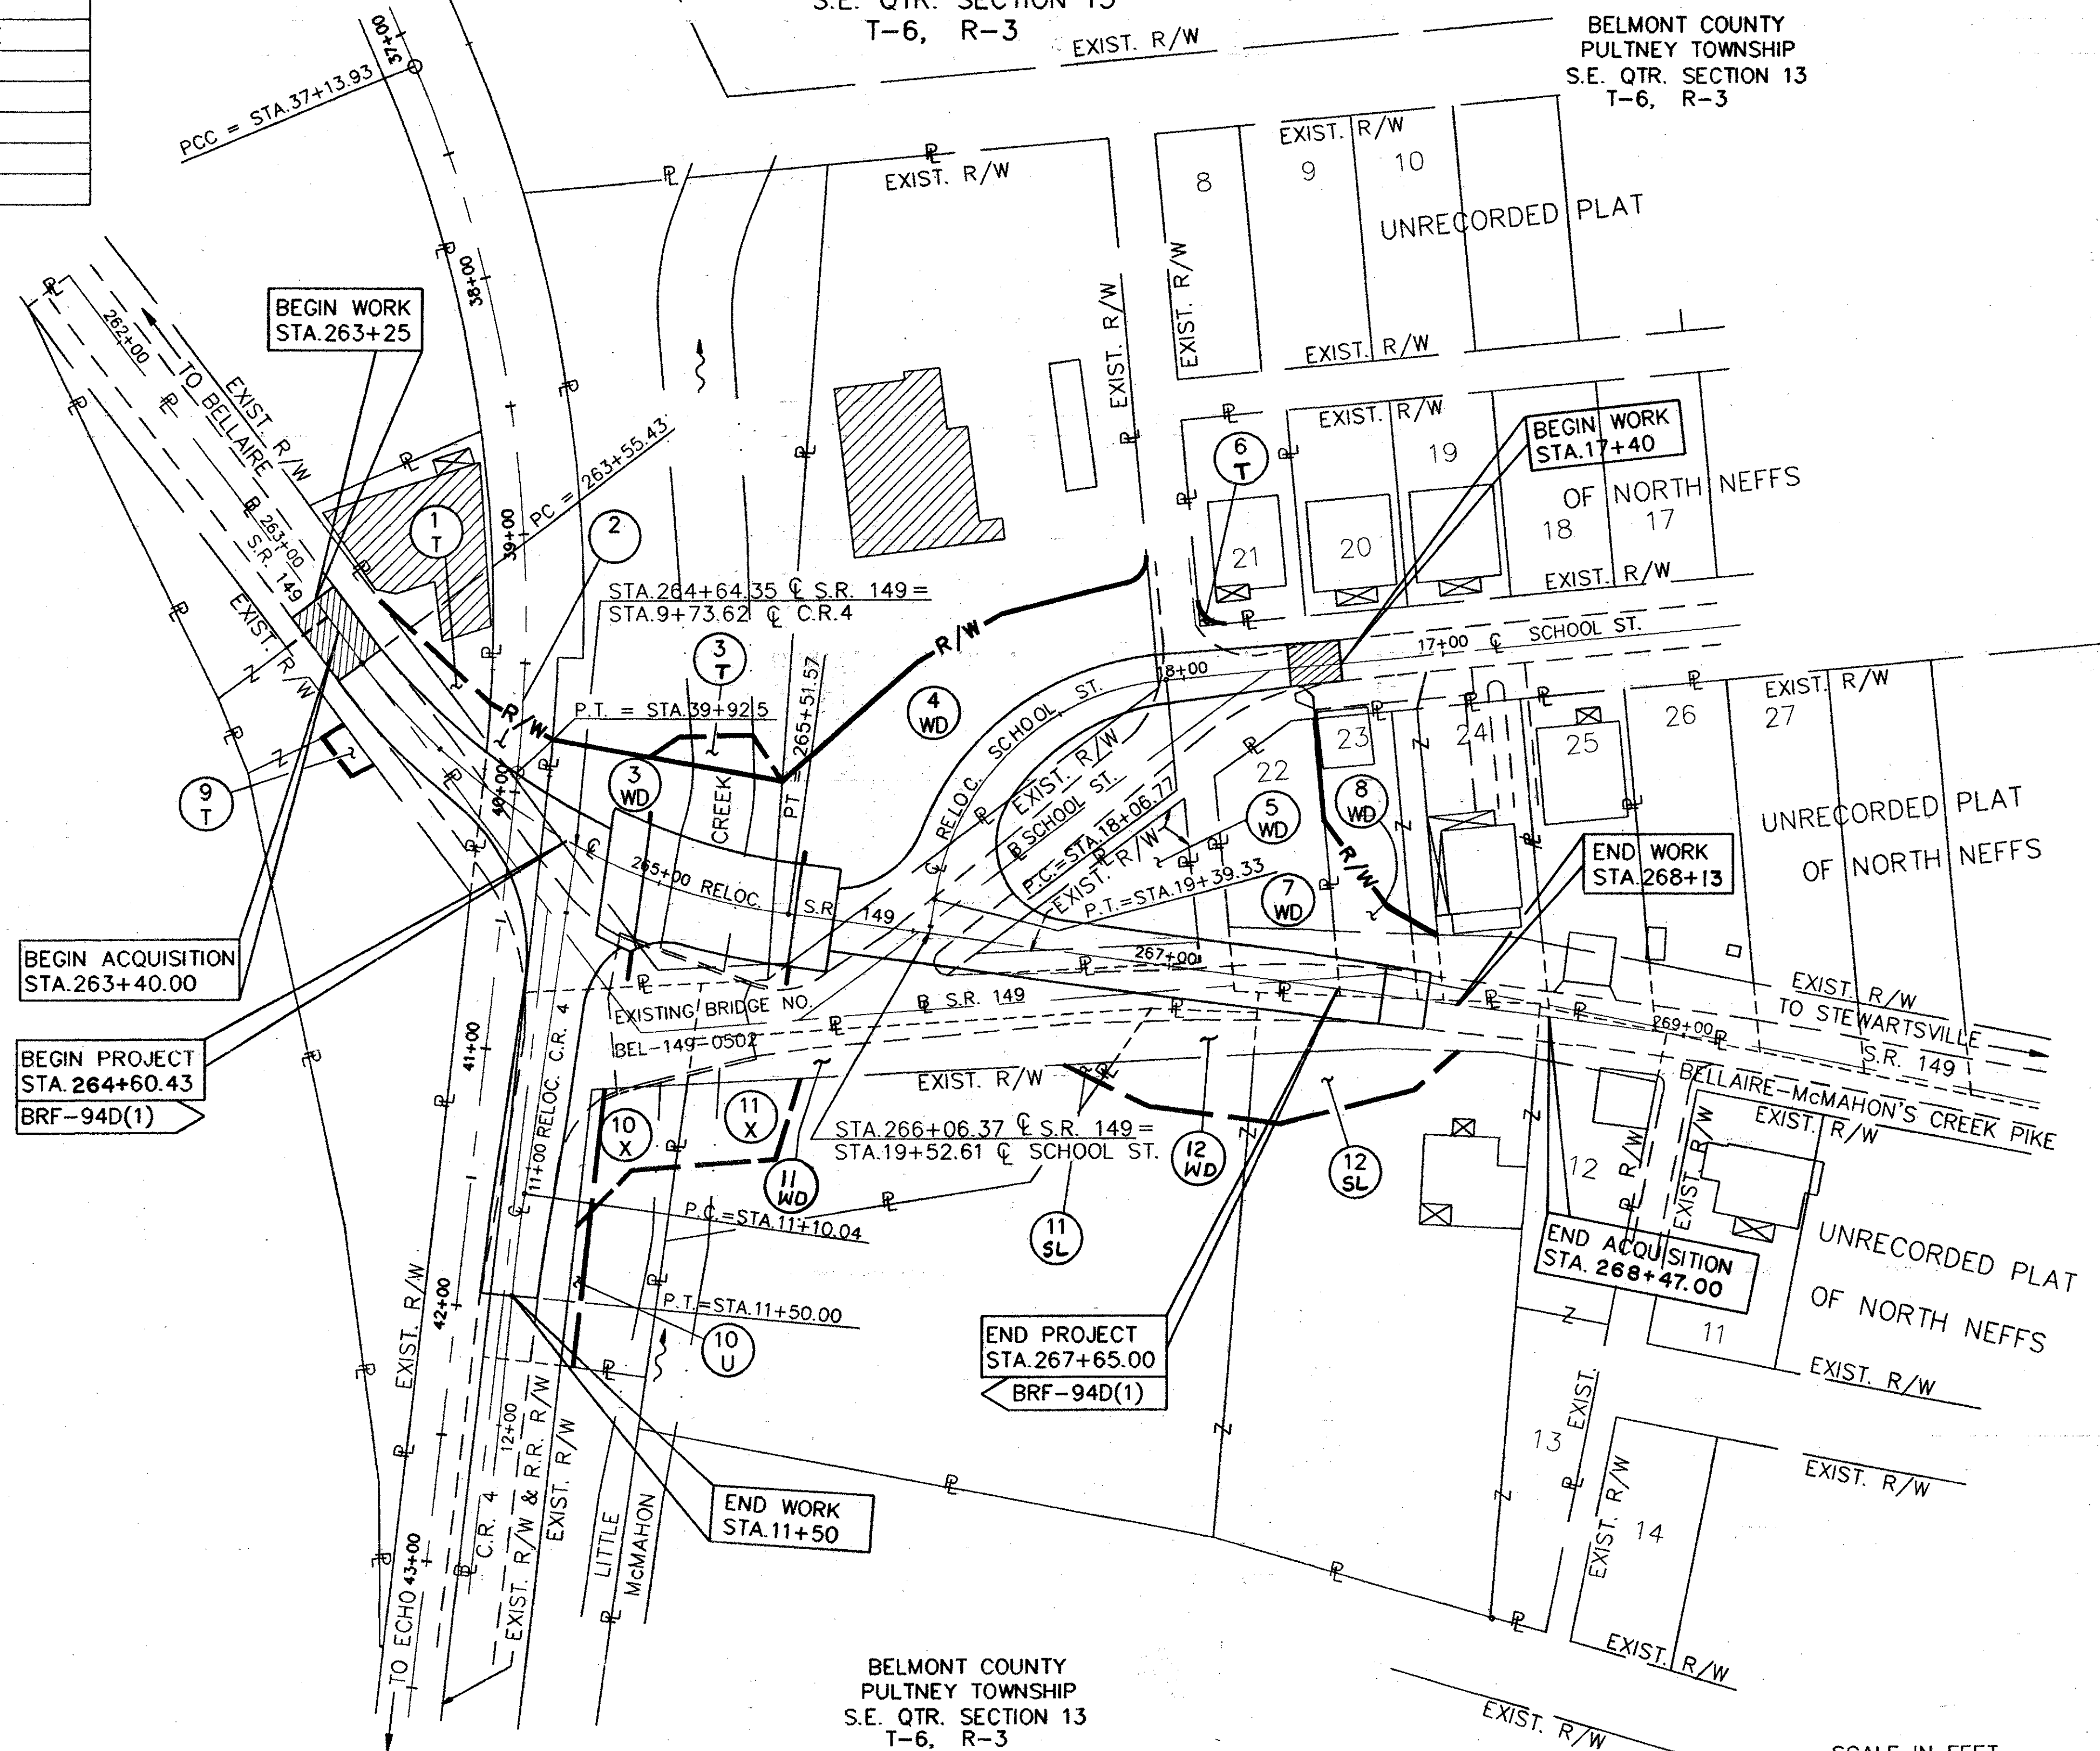 S.E. QTR. SECTION 13
T-6, R-3
EXIST. R/W
BELMONT COUNTY
PULTNEY TOWNSHIP
S.E. QTR. SECTION 13
T-6, R-3
37+00
PCC = STA.37+13.93
EXIST. R/W
EXIST. R/W
8
9
10
UNRECORDED PLAT
EXIST. R/W
EXIST. R/W
EXIST. R/W
38+00
BEGIN WORK
STA.263+25
262+00
TO BELLAIRE
EXIST. R/W
B 263+00
S.R. 149
EXIST. R/W
PC = 263+55.43
39+00
1
T
2
EXIST. R/W
6
T
19
BEGIN WORK
STA.17+40
OF NORTH NEFFS
21
20
18
17
EXIST. R/W
STA.264+64.35 ℄ S.R. 149 =
STA.9+73.62 ℄ C.R.4
3
T
R/W
17+00 ℄ SCHOOL ST.
18+00
R/W
P.T. = STA.39+92.5
PT = 265+51.57
4
WD
RELOC. SCHOOL ST.
EXIST. R/W
B SCHOOL ST.
P.C.=STA.18+06.77
EXIST. R/W
P.T.=STA.19+39.33
23
24
25
26
27
EXIST. R/W
22
5
WD
8
WD
7
WD
R/W
9
T
40+00
3
WD
CREEK
UNRECORDED PLAT
OF NORTH NEFFS
END WORK
STA.268+13
265+00 RELOC. S.R. 149
BEGIN ACQUISITION
STA.263+40.00
267+00
EXISTING BRIDGE NO.
BEL-149-0502
B S.R. 149
EXIST. R/W
TO STEWARTSVILLE
269+00
S.R. 149
BELLAIRE-McMAHON'S CREEK PIKE
BEGIN PROJECT
STA.264+60.43
BRF-94D(1)
41+00
11+00 RELOC. C.R. 4
EXIST. R/W
10
X
11
X
STA.266+06.37 ℄ S.R. 149 =
STA.19+52.61 ℄ SCHOOL ST.
11
WD
12
WD
12
SL
11
SL
12
R/W
EXIST. R/W
EXIST. R/W
P.C.=STA.11+10.04
END ACQUISITION
STA. 268+47.00
UNRECORDED PLAT
OF NORTH NEFFS
EXIST. R/W
42+00
P.T.=STA.11+50.00
10
U
END PROJECT
STA.267+65.00
BRF-94D(1)
11
EXIST. R/W
13
EXIST.
EXIST. R/W
EXIST. R/W
14
12+00
C.R. 4
EXIST. R/W & R.R. R/W
EXIST. R/W
END WORK
STA.11+50
LITTLE
McMAHON
43+00
TO ECHO
EXIST. R/W
BELMONT COUNTY
PULTNEY TOWNSHIP
S.E. QTR. SECTION 13
T-6, R-3
EXIST. R/W
SCALE IN FEET